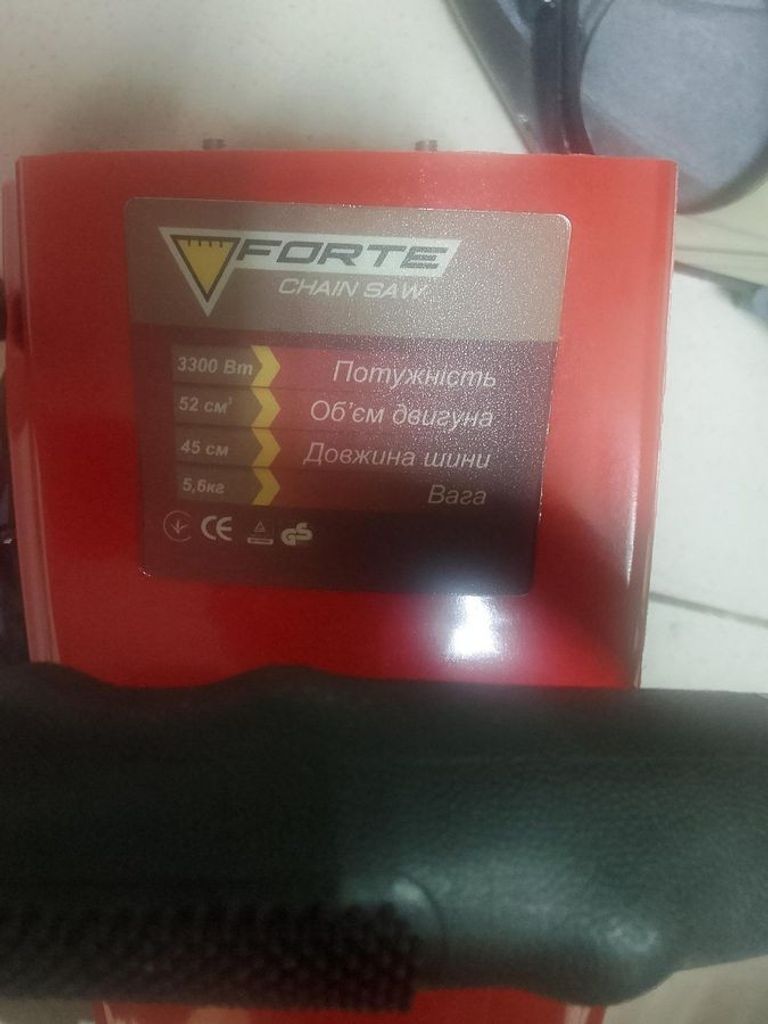 FORTE
CHAIN SAW
3300 Вт Потужність
52 см³ Об'єм двигуна
45 см Довжина шини
5,6кг Вага
CE GS